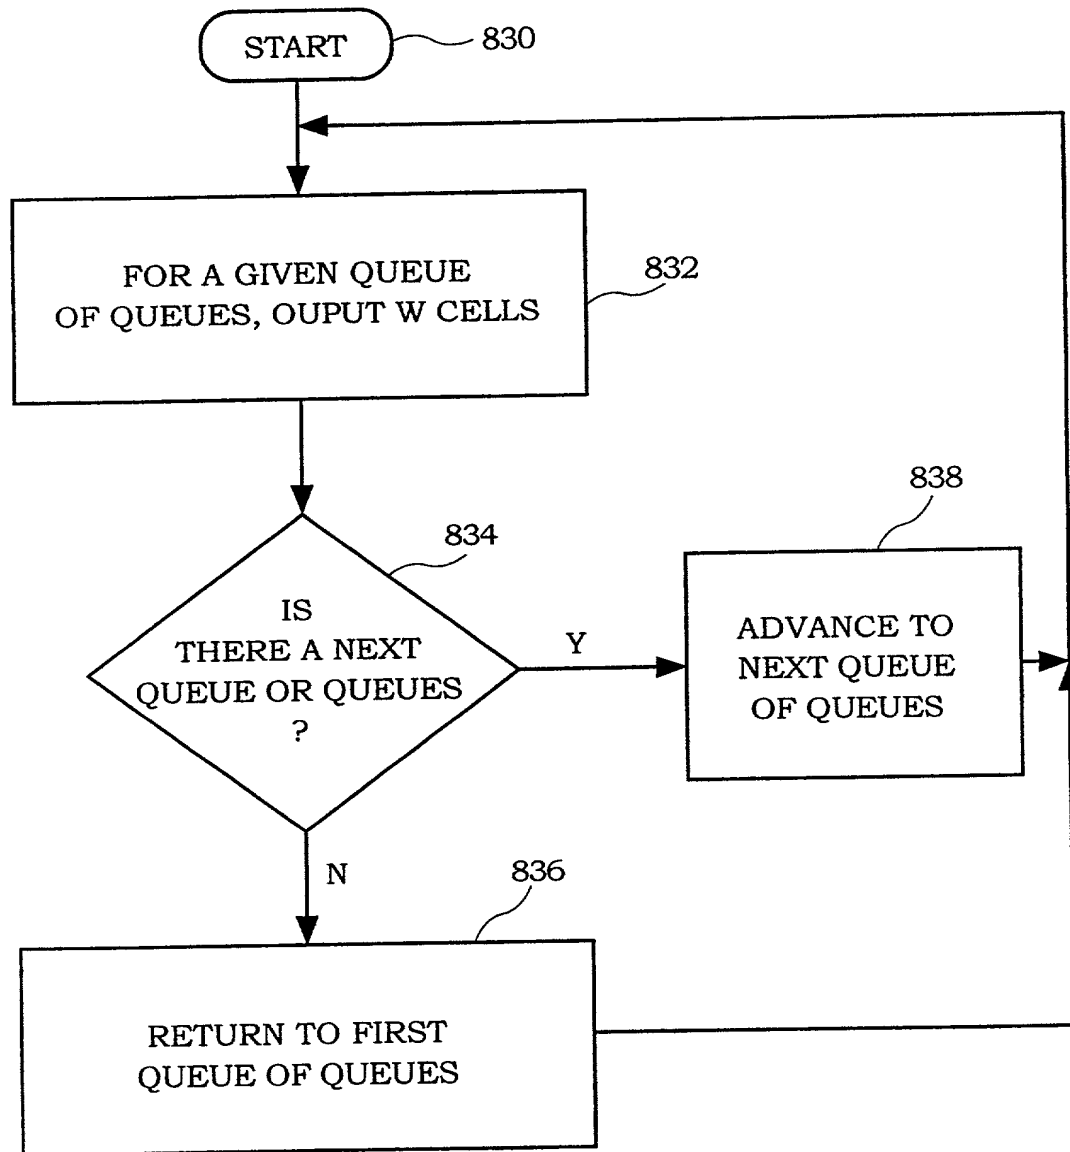 START
830
FOR A GIVEN QUEUE
OF QUEUES, OUPUT W CELLS
832
834
IS
THERE A NEXT
QUEUE OR QUEUES
?
Y
838
ADVANCE TO
NEXT QUEUE
OF QUEUES
N
836
RETURN TO FIRST
QUEUE OF QUEUES